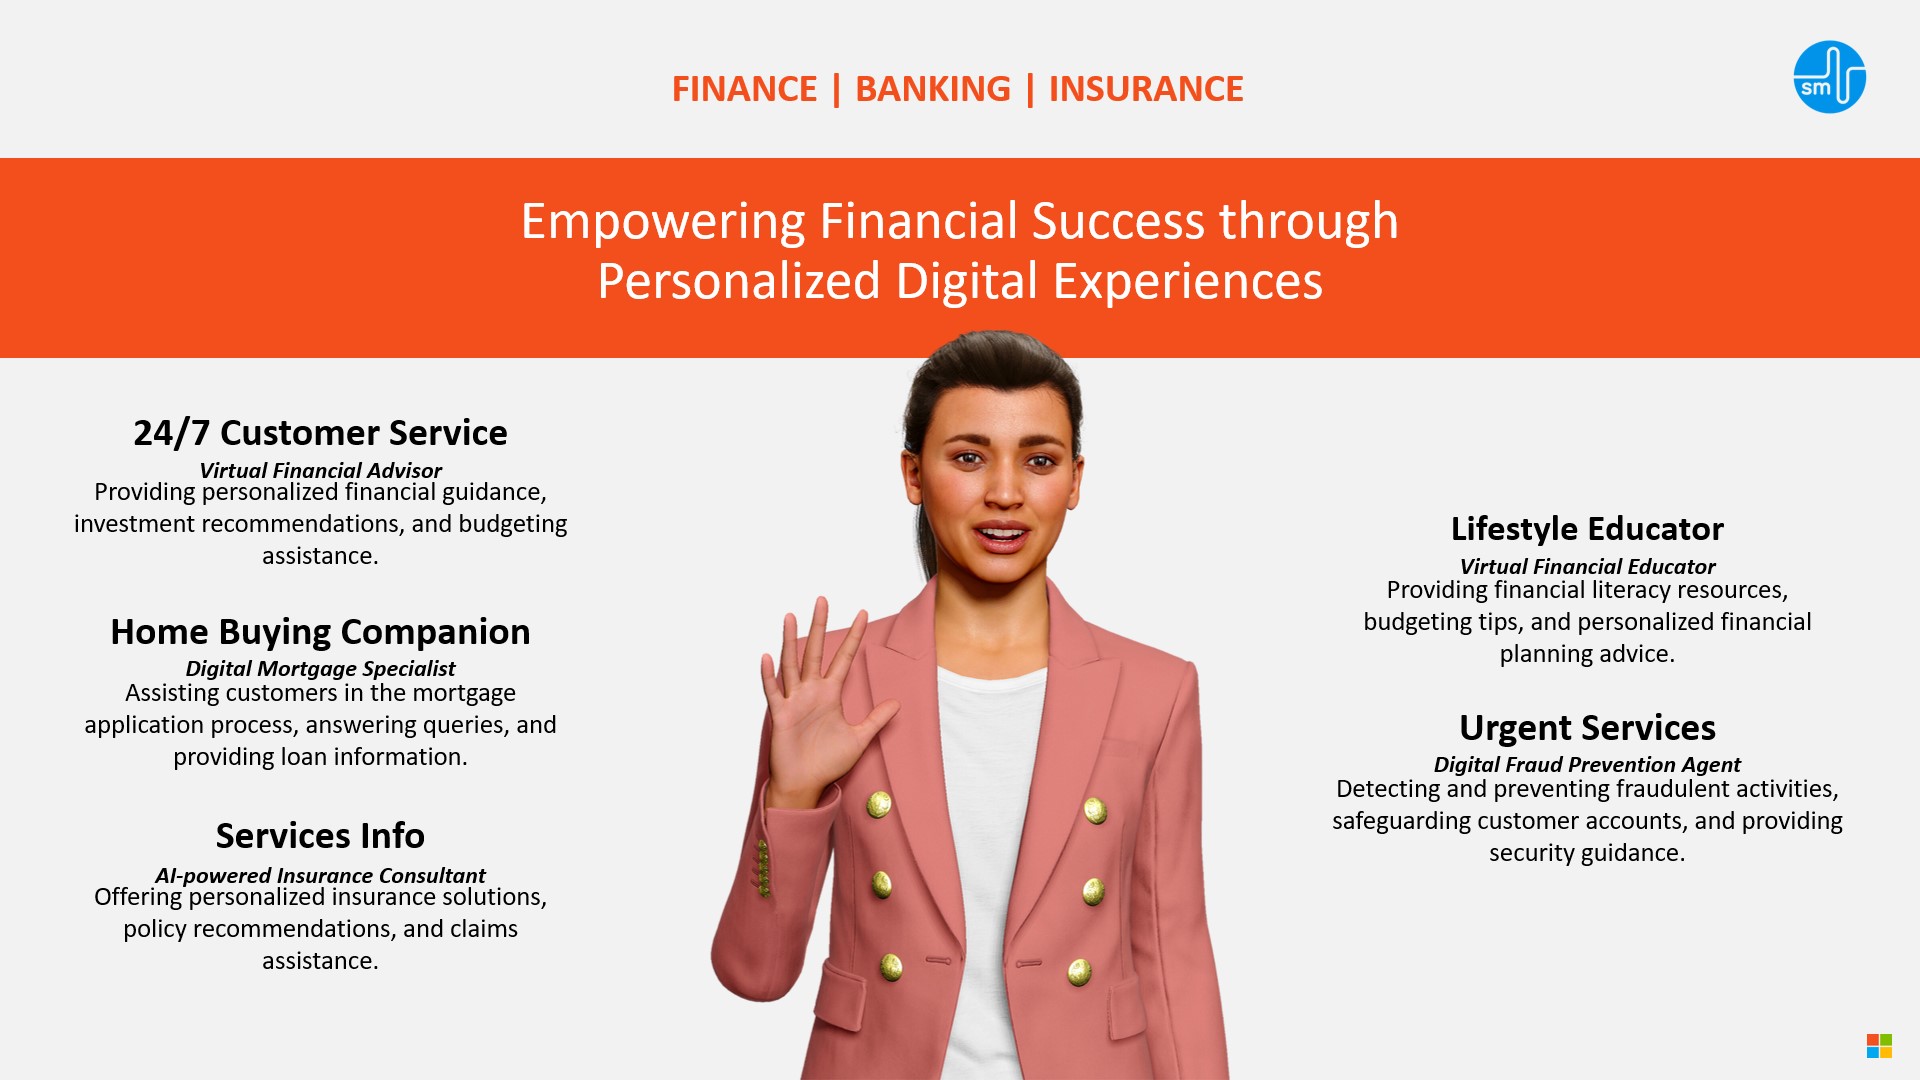 FINANCE | BANKING | INSURANCE
sm
Empowering Financial Success through
Personalized Digital Experiences
24/7 Customer Service
Virtual Financial Advisor
Providing personalized financial guidance,
investment recommendations, and budgeting
assistance.
Home Buying Companion
Digital Mortgage Specialist
Assisting customers in the mortgage
application process, answering queries, and
providing loan information.
Services Info
AI-powered Insurance Consultant
Offering personalized insurance solutions,
policy recommendations, and claims
assistance.
Lifestyle Educator
Virtual Financial Educator
Providing financial literacy resources,
budgeting tips, and personalized financial
planning advice.
Urgent Services
Digital Fraud Prevention Agent
Detecting and preventing fraudulent activities,
safeguarding customer accounts, and providing
security guidance.